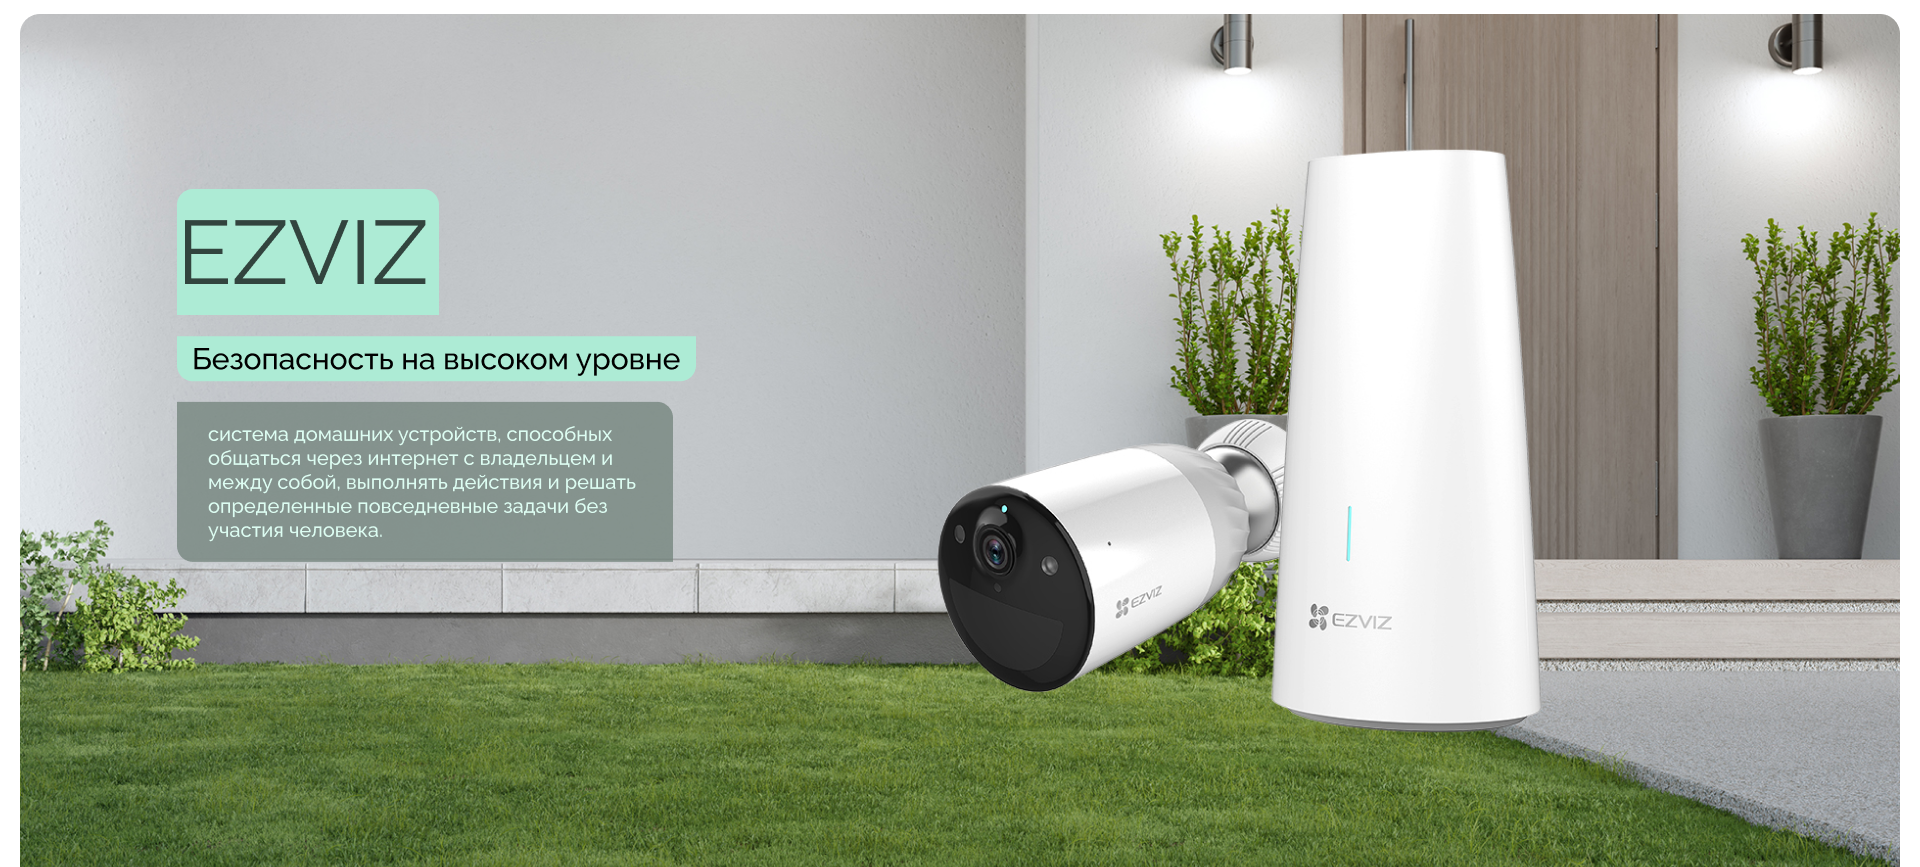 EZVIZ
Безопасность на высоком уровне
система домашних устройств, способных
общаться через интернет с владельцем и
между собой, выполнять действия и решать
определенные повседневные задачи без
участия человека.
EZVIZ
EZVIZ